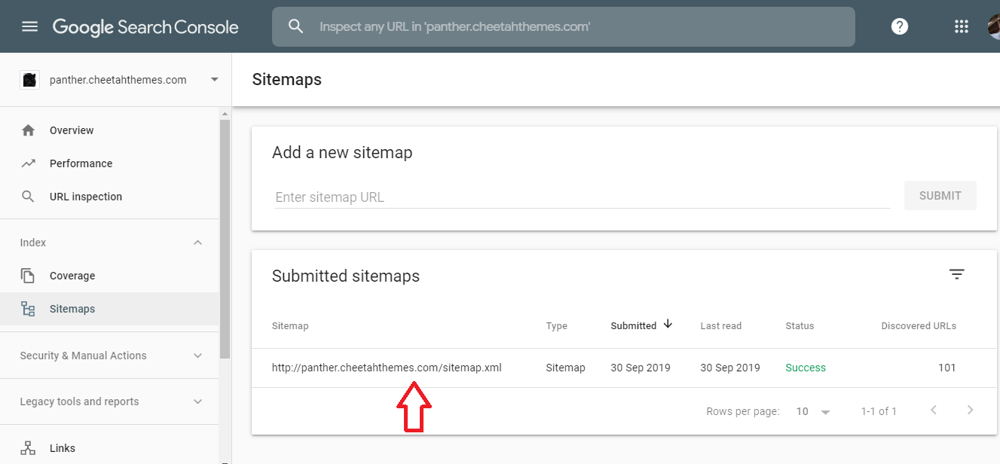 Google Search Console
Inspect any URL in 'panther.cheetahthemes.com'
?
panther.cheetahthemes.com
Overview
Performance
URL inspection
Index
Coverage
Sitemaps
Security & Manual Actions
Legacy tools and reports
Links
Sitemaps
Add a new sitemap
Enter sitemap URL
SUBMIT
Submitted sitemaps
Sitemap Type Submitted Last read Status Discovered URLs
http://panther.cheetahthemes.com/sitemap.xml Sitemap 30 Sep 2019 30 Sep 2019 Success 101
Rows per page: 10 1-1 of 1